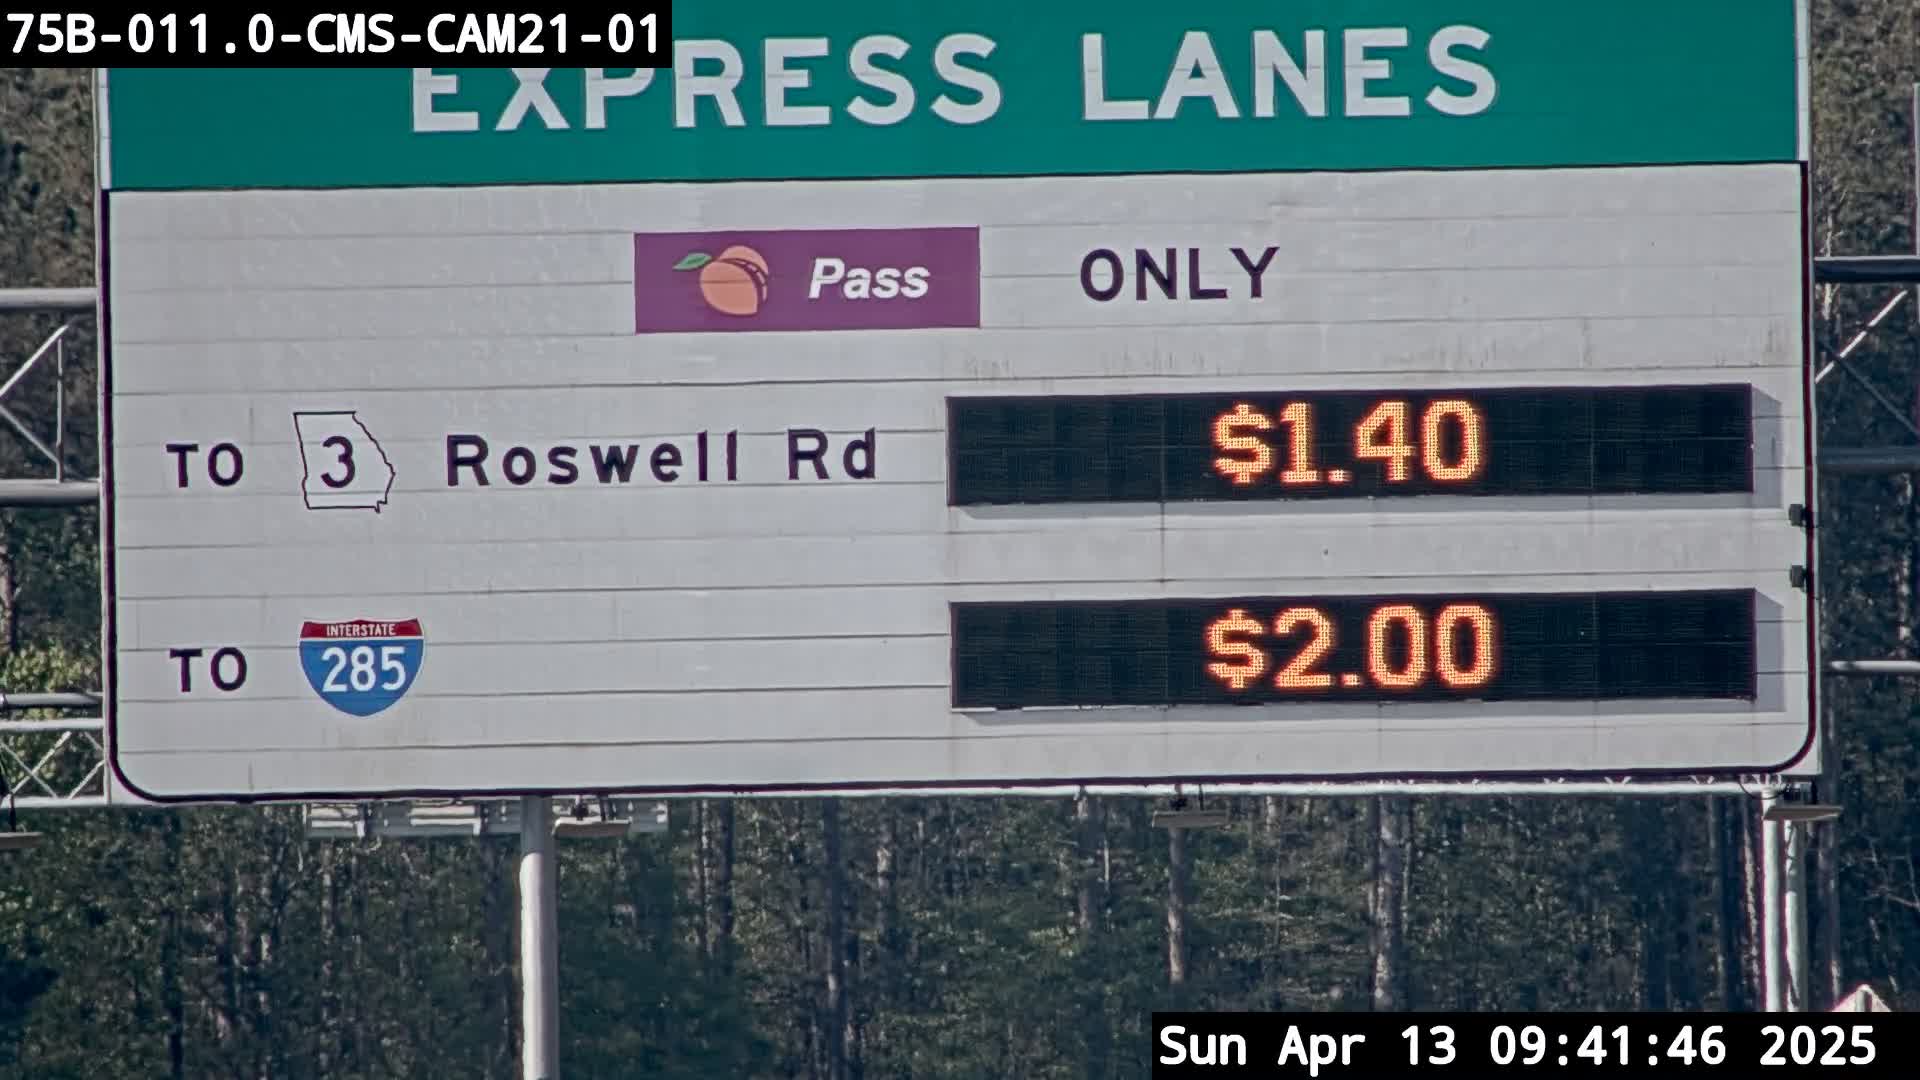 75B-011.0-CMS-CAM21-01
EXPRESS LANES
Pass ONLY
TO 3 Roswell Rd $1.40
INTERSTATE
TO 285 $2.00
Sun Apr 13 09:41:46 2025